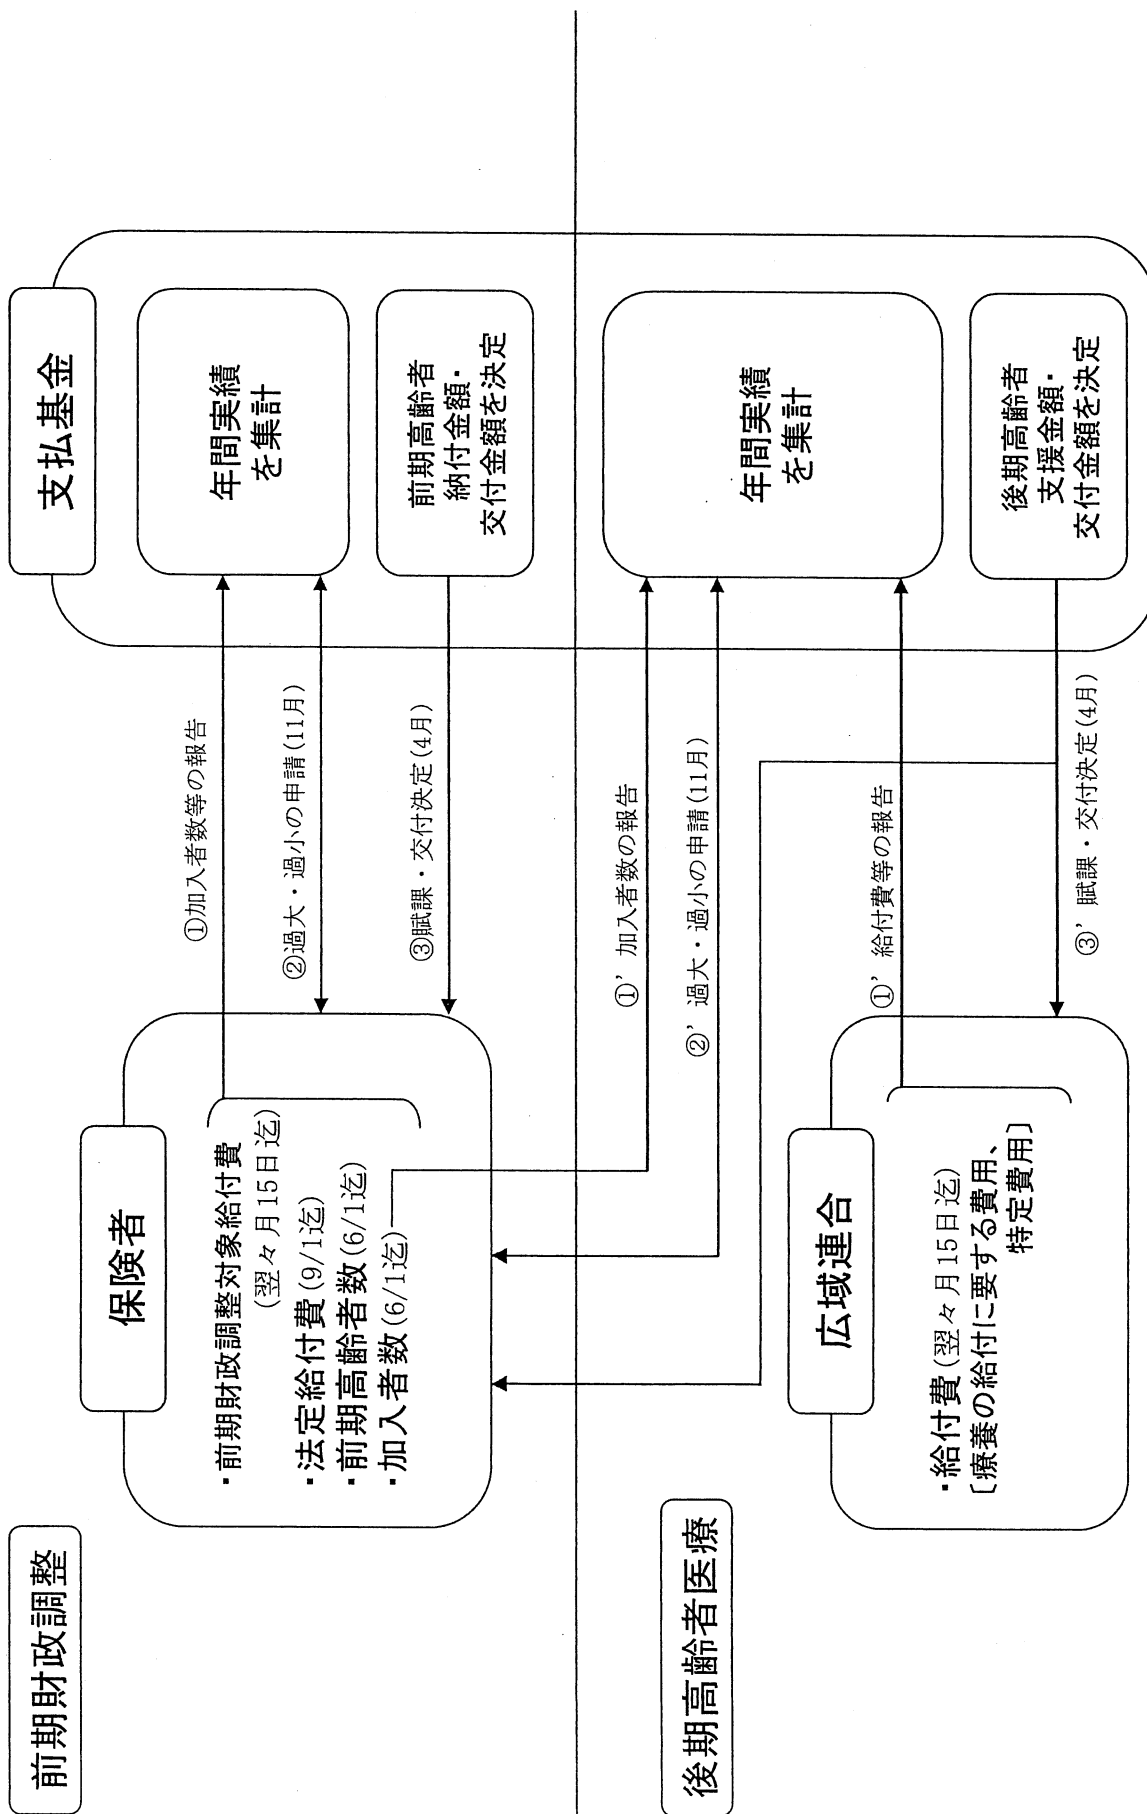 前期財政調整
保険者
・前期財政調整対象給付費
(翌々月15日迄)
・法定給付費(9/1迄)
・前期高齢者数(6/1迄)
・加入者数(6/1迄)
①加入者数等の報告
②過大・過小の申請(11月)
③賦課・交付決定(4月)
支払基金
年間実績
を集計
前期高齢者
納付金額・
交付金額を決定
後期高齢者医療
広域連合
・給付費(翌々月15日迄)
〔療養の給付に要する費用、
特定費用〕
①’ 加入者数の報告
②’ 過大・過小の申請(11月)
①’ 給付費等の報告
③’ 賦課・交付決定(4月)
年間実績
を集計
後期高齢者
支援金額・
交付金額を決定